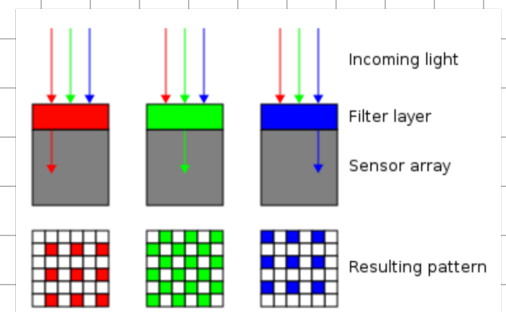 Incoming light
Filter layer
Sensor array
Resulting pattern